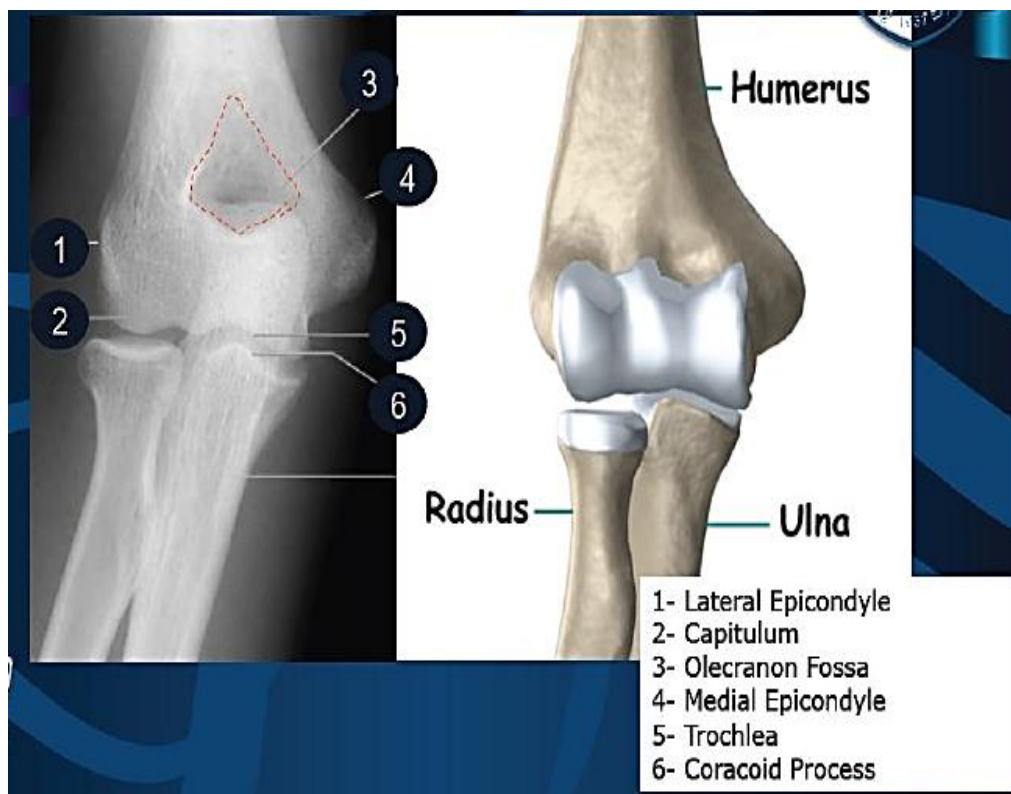 3
Humerus
4
1
2
5
6
Radius
Ulna
1- Lateral Epicondyle
2- Capitulum
3- Olecranon Fossa
4- Medial Epicondyle
5- Trochlea
6- Coracoid Process